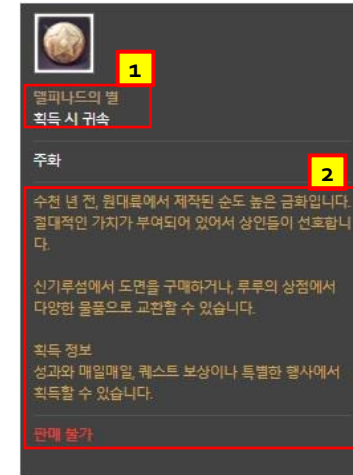 1
델피나드의 별
획득 시 귀속
주화
2
수천 년 전, 원대륙에서 제작된 순도 높은 금화입니다.
절대적인 가치가 부여되어 있어서 상인들이 선호합니
다.
신기루섬에서 도면을 구매하거나, 루루의 상점에서
다양한 물품으로 교환할 수 있습니다.
획득 정보
성과와 매일매일, 퀘스트 보상이나 특별한 행사에서
획득할 수 있습니다.
판매 불가